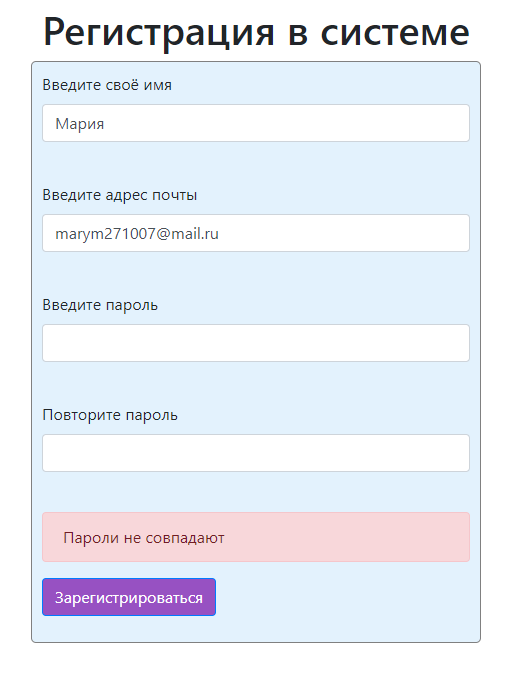 Регистрация в системе
Введите своё имя
Мария
Введите адрес почты
marym271007@mail.ru
Введите пароль
Повторите пароль
Пароли не совпадают
Зарегистрироваться